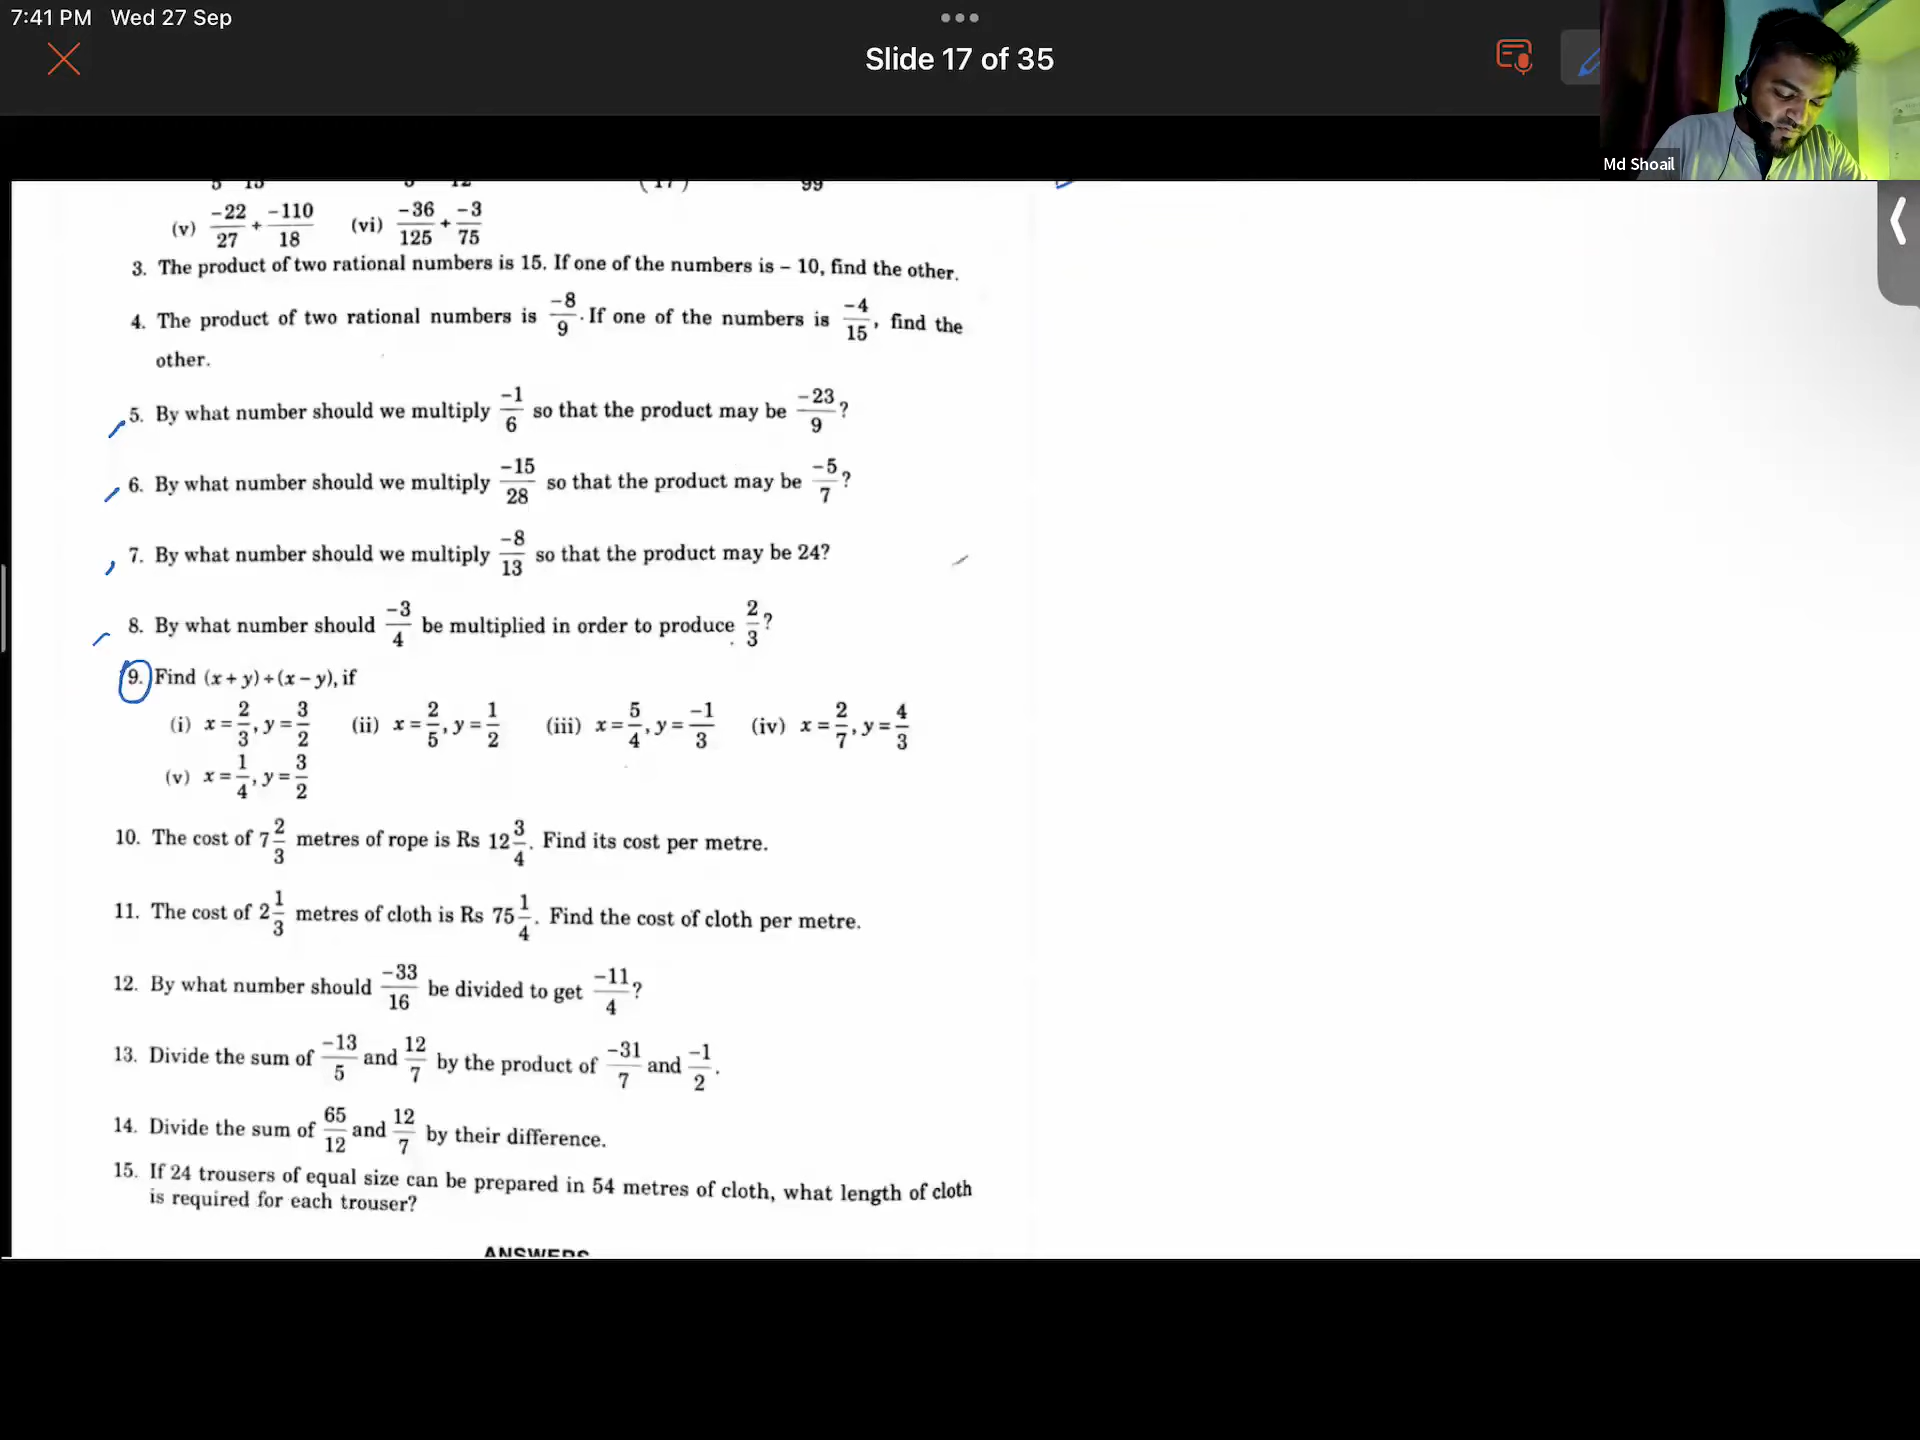 7:41 PM Wed 27 Sep
Slide 17 of 35
Md Shoail
(17) 99
(v) -22/27 + -110/18 (vi) -36/125 + -3/75
3. The product of two rational numbers is 15. If one of the numbers is – 10, find the other.
4. The product of two rational numbers is -8/9. If one of the numbers is -4/15, find the
other.
5. By what number should we multiply -1/6 so that the product may be -23/9?
6. By what number should we multiply -15/28 so that the product may be -5/7?
7. By what number should we multiply -8/13 so that the product may be 24?
8. By what number should -3/4 be multiplied in order to produce 2/3?
9. Find (x + y) ÷ (x – y), if
(i) x = 2/3, y = 3/2 (ii) x = 2/5, y = 1/2 (iii) x = 5/4, y = -1/3 (iv) x = 2/7, y = 4/3
(v) x = 1/4, y = 3/2
10. The cost of 7 2/3 metres of rope is Rs 12 3/4. Find its cost per metre.
11. The cost of 2 1/3 metres of cloth is Rs 75 1/4. Find the cost of cloth per metre.
12. By what number should -33/16 be divided to get -11/4?
13. Divide the sum of -13/5 and 12/7 by the product of -31/7 and -1/2.
14. Divide the sum of 65/12 and 12/7 by their difference.
15. If 24 trousers of equal size can be prepared in 54 metres of cloth, what length of cloth
is required for each trouser?
ANSWERS